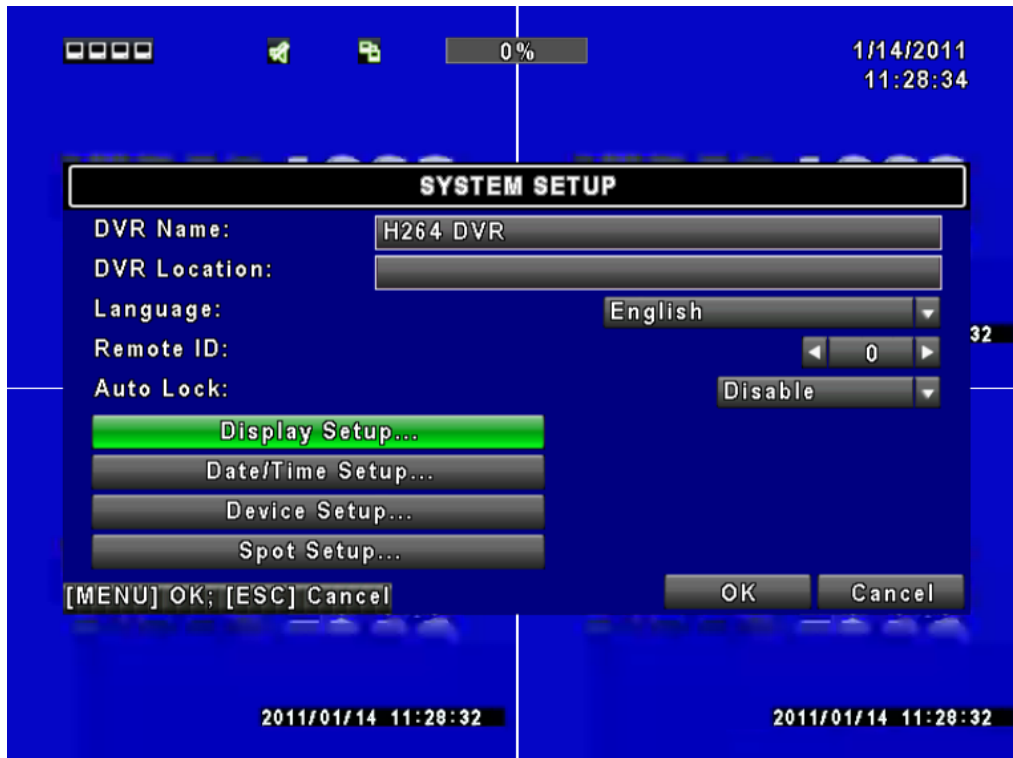 0%
1/14/2011
11:28:34
SYSTEM SETUP
DVR Name: H264 DVR
DVR Location:
Language: English
32
Remote ID: 0
Auto Lock: Disable
Display Setup...
Date/Time Setup...
Device Setup...
Spot Setup...
[MENU] OK; [ESC] Cancel OK Cancel
2011/01/14 11:28:32 2011/01/14 11:28:32